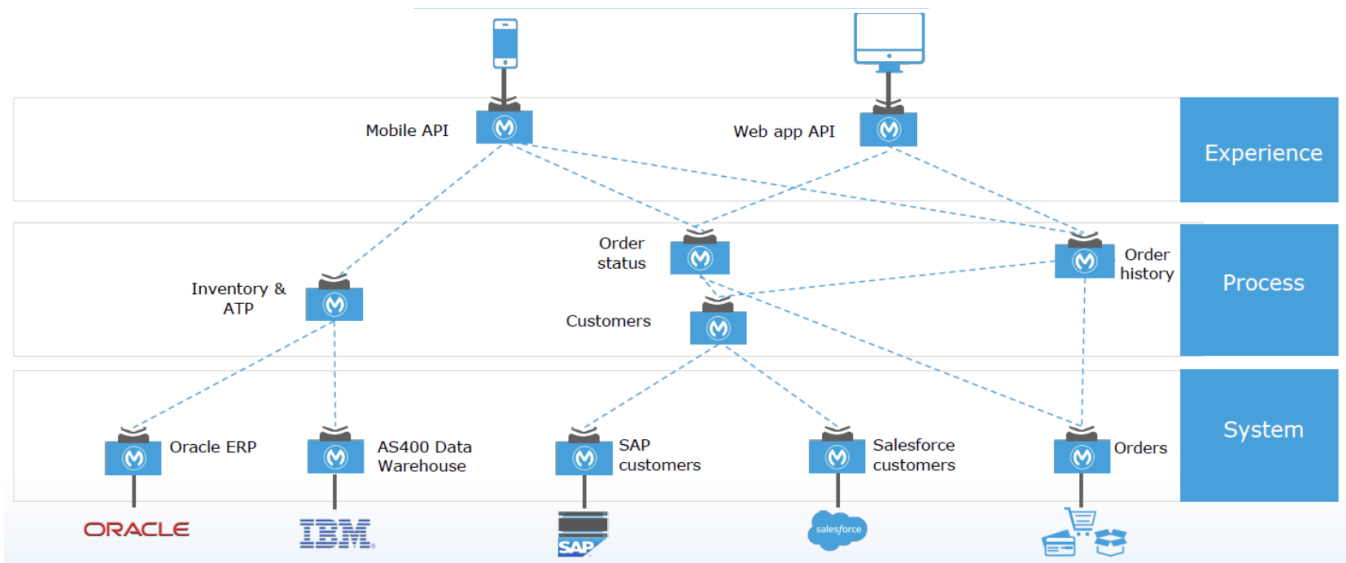 Mobile API
Web app API
Experience
Order
status
Order
history
Inventory &
ATP
Customers
Process
Oracle ERP
AS400 Data
Warehouse
SAP
customers
Salesforce
customers
Orders
System
ORACLE
IBM
SAP
salesforce